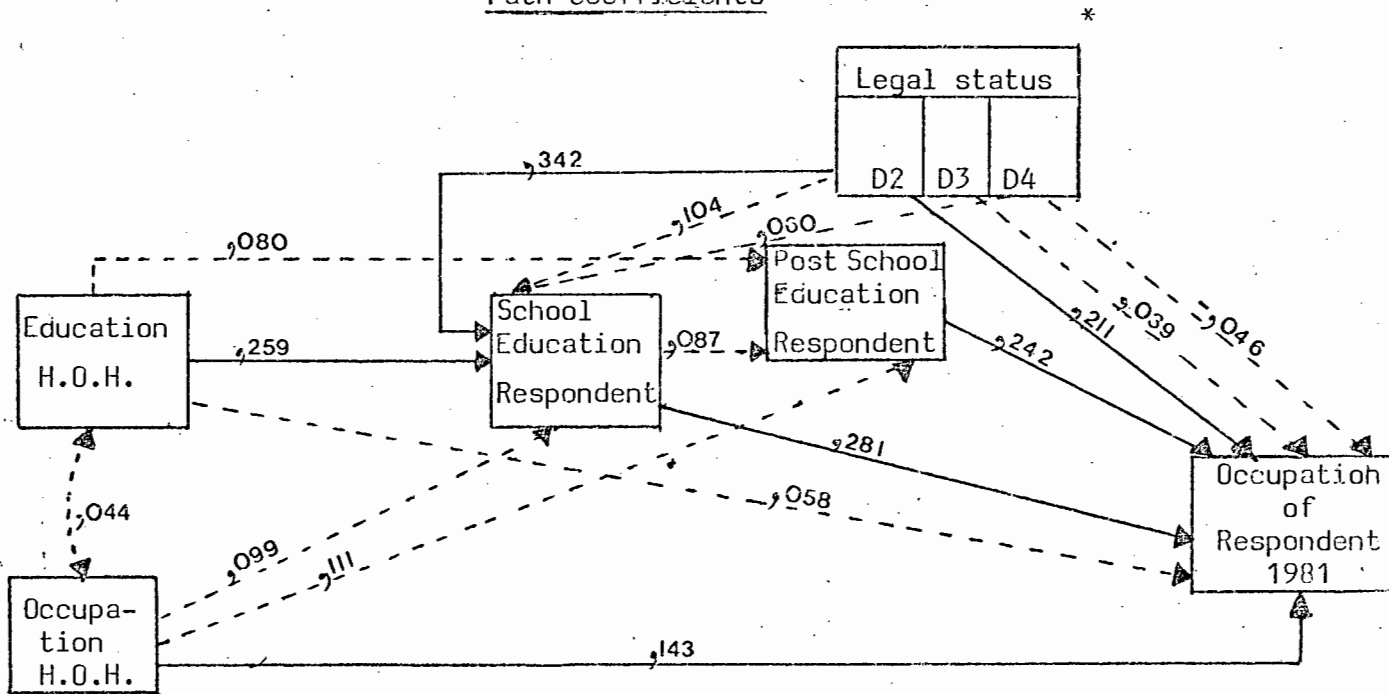 Path coefficients
*
Legal status
D2 D3 D4
,342
,104
,060
,080
Post School
Education
Respondent
Education
H.O.H.
,259
School
Education
Respondent
,087
,242
,211
,039
,046
,281
,058
Occupation
of
Respondent
1981
,044
,099
,111
Occupa-
tion
H.O.H.
,143